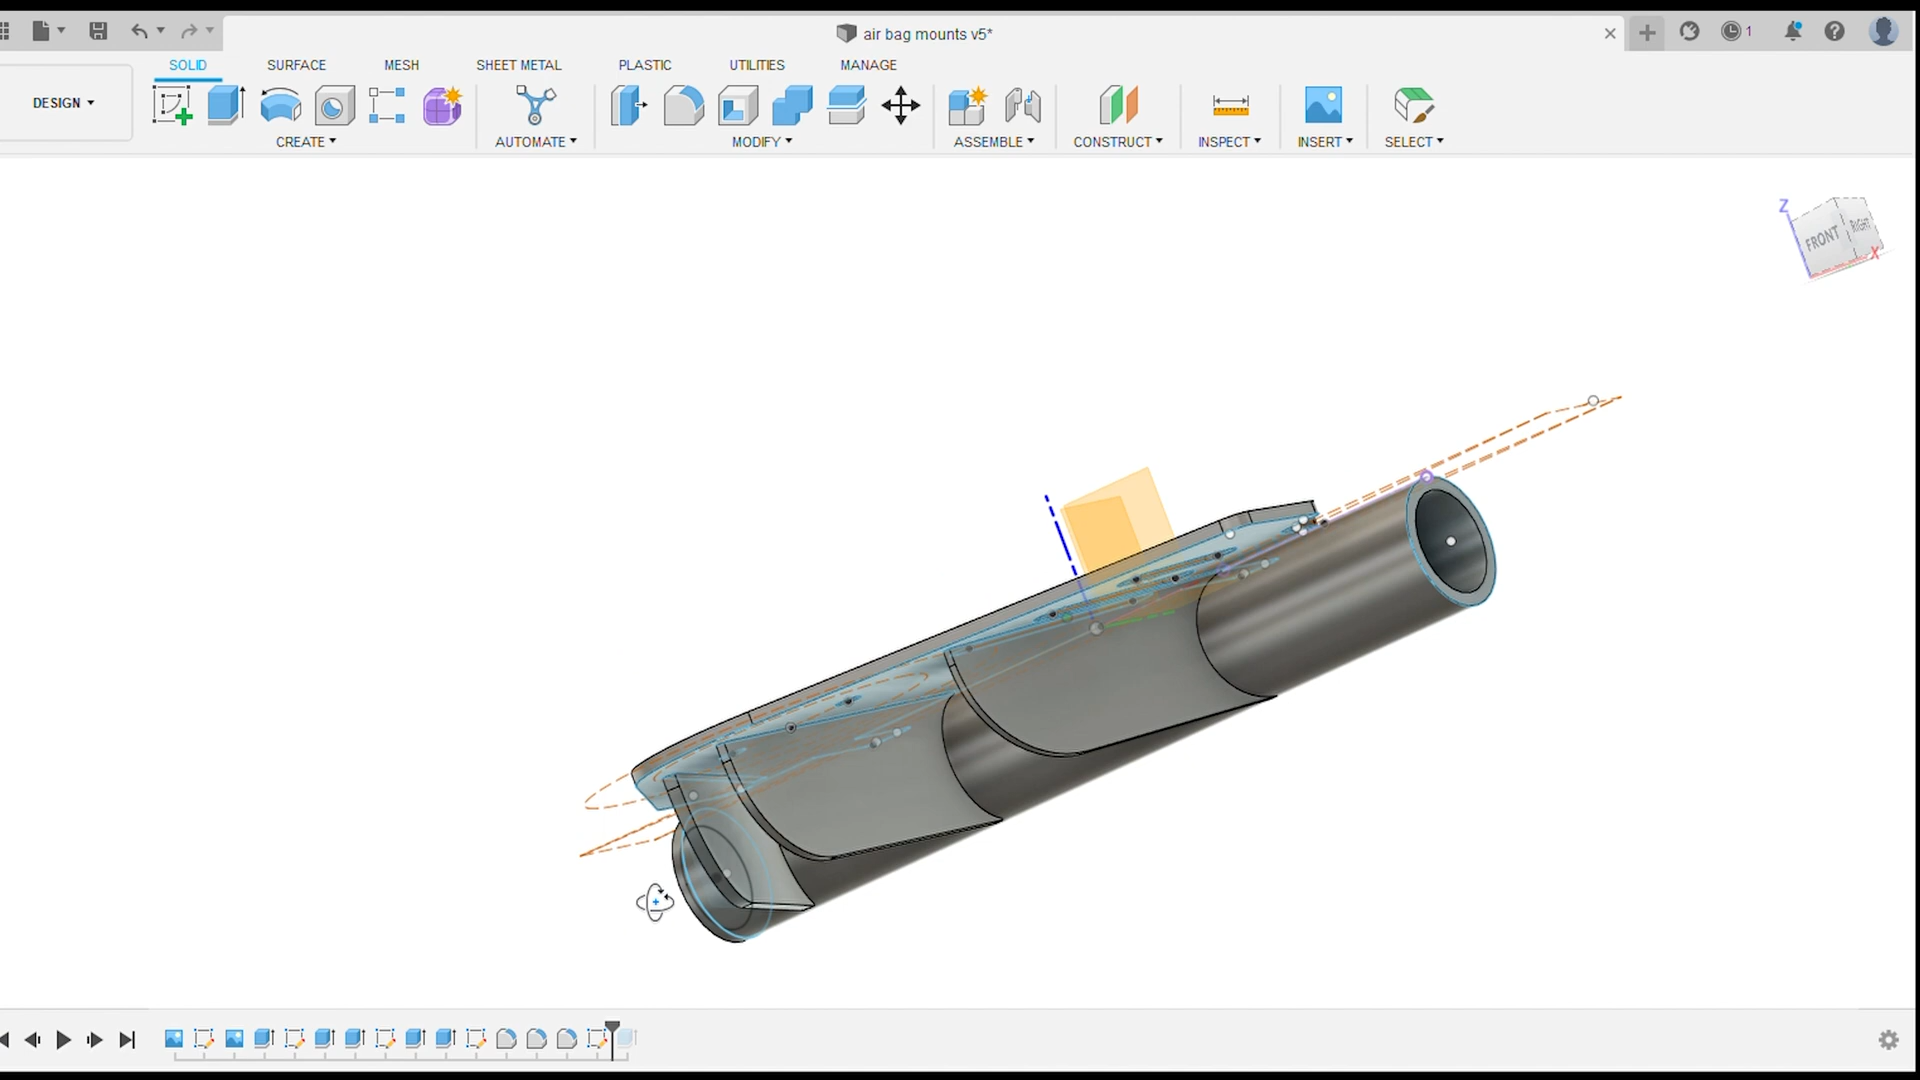 air bag mounts v5*
1
SOLID SURFACE MESH SHEET METAL PLASTIC UTILITIES MANAGE
DESIGN
CREATE AUTOMATE MODIFY ASSEMBLE CONSTRUCT INSPECT INSERT SELECT
Z
FRONT RIGHT
X